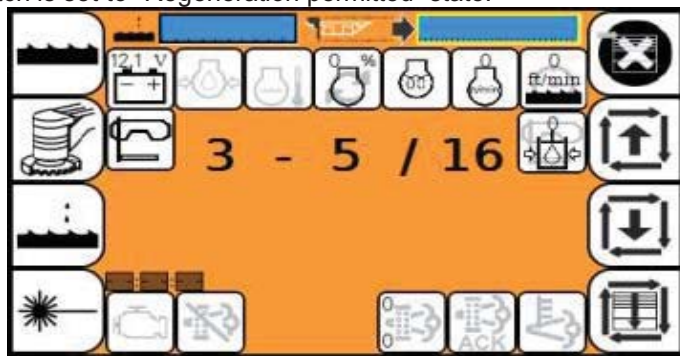 ion is set to "Regeneration permitted" state.
12,1 V
0 %
0
0
ft/min
3 - 5 / 16
0
0
0
ACK